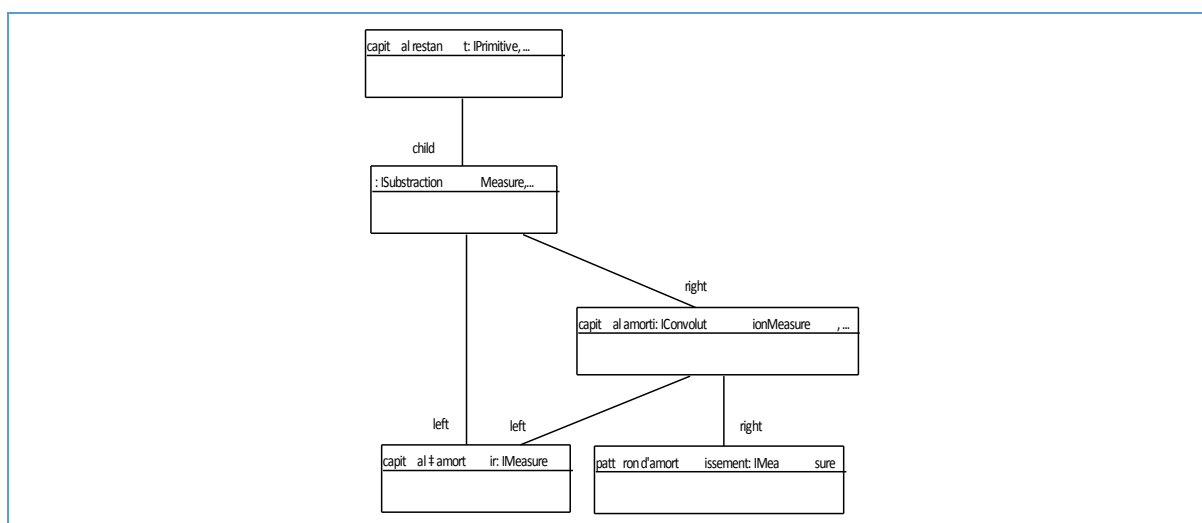 capit al restan t: IPrimitive, ...
child
: ISubstraction Measure,...
right
capit al amorti: IConvolut ionMeasure , ...
left left right
capit al ‡ amort ir: IMeasure patt ron d'amort issement: IMea sure